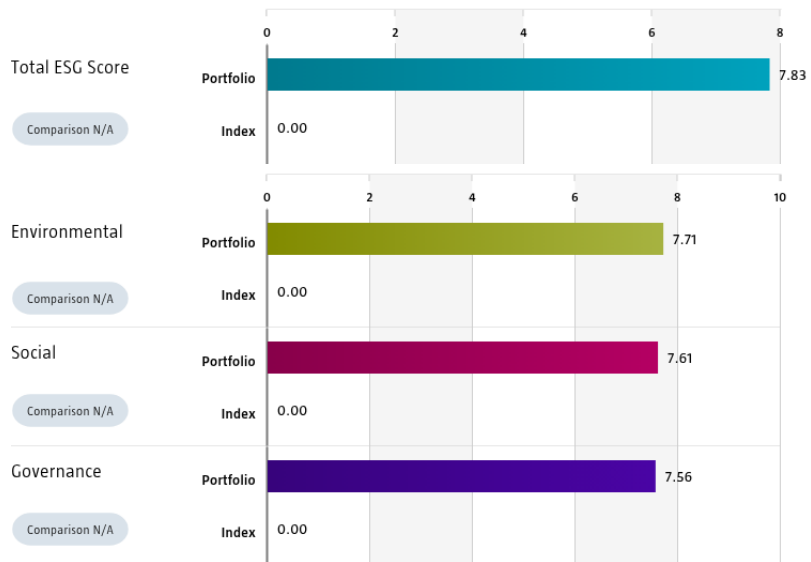 0 2 4 6 8
Total ESG Score
Portfolio 7.83
Comparison N/A
Index 0.00
0 2 4 6 8 10
Environmental
Portfolio 7.71
Comparison N/A
Index 0.00
Social
Portfolio 7.61
Comparison N/A
Index 0.00
Governance
Portfolio 7.56
Comparison N/A
Index 0.00